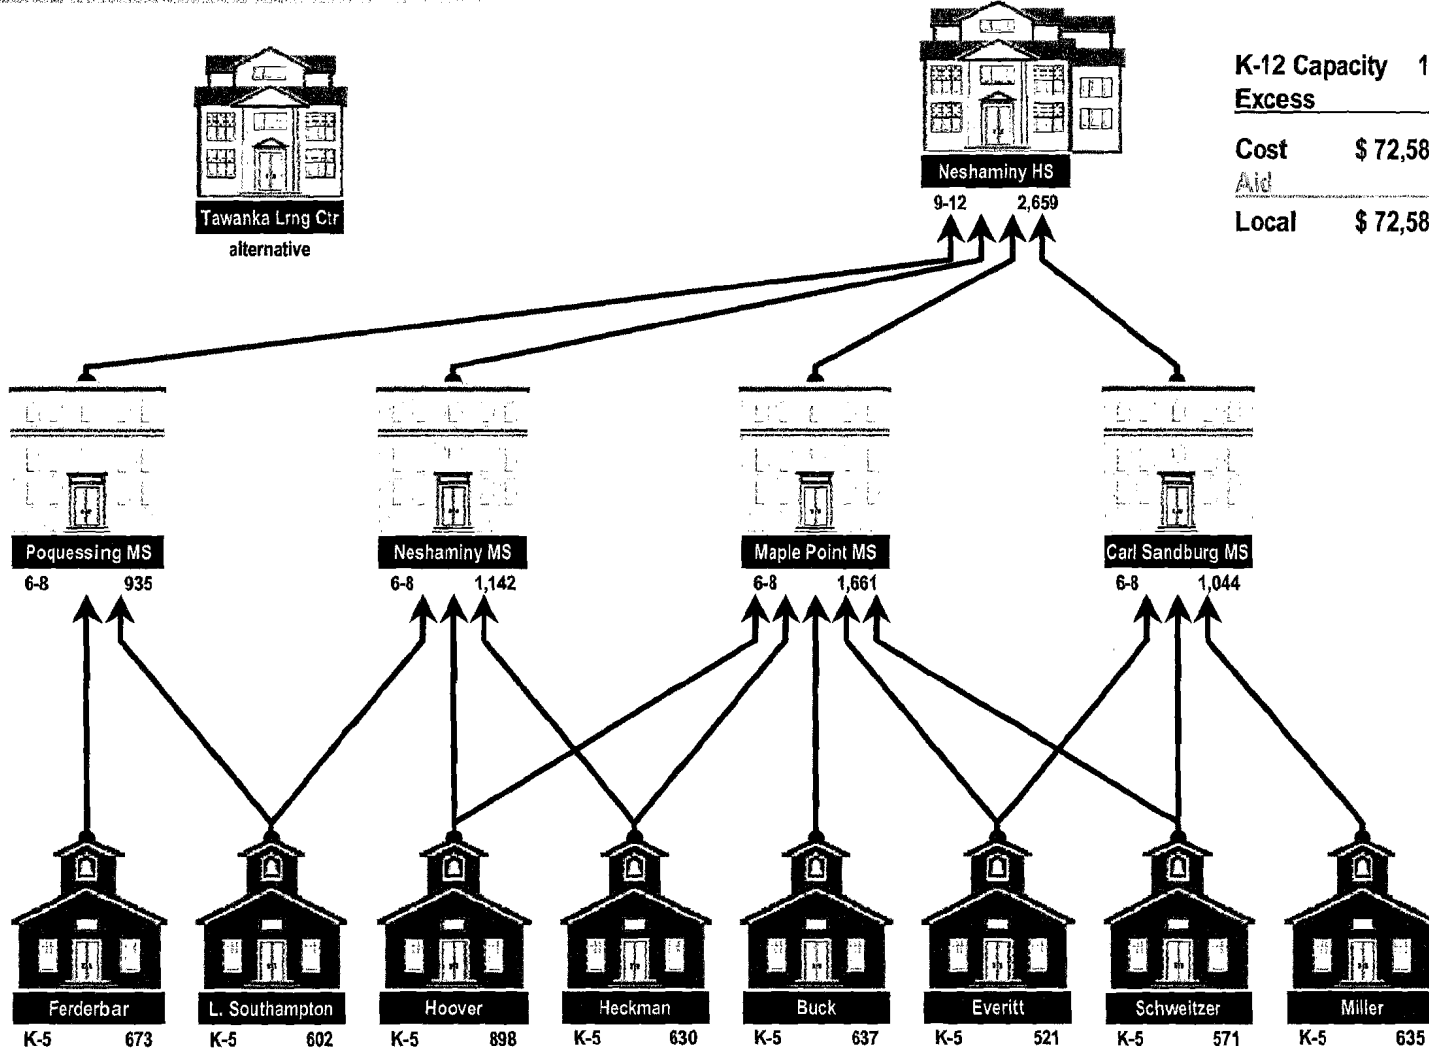 K-12 Capacity 1
Excess
Cost $ 72,58
Aid
Local $ 72,58
Neshaminy HS
9-12 2,659
Tawanka Lrng Ctr
alternative
Poquessing MS
6-8 935
Neshaminy MS
6-8 1,142
Maple Point MS
6-8 1,661
Carl Sandburg MS
6-8 1,044
Ferderbar
K-5 673
L. Southampton
K-5 602
Hoover
K-5 898
Heckman
K-5 630
Buck
K-5 637
Everitt
K-5 521
Schweitzer
K-5 571
Miller
K-5 635